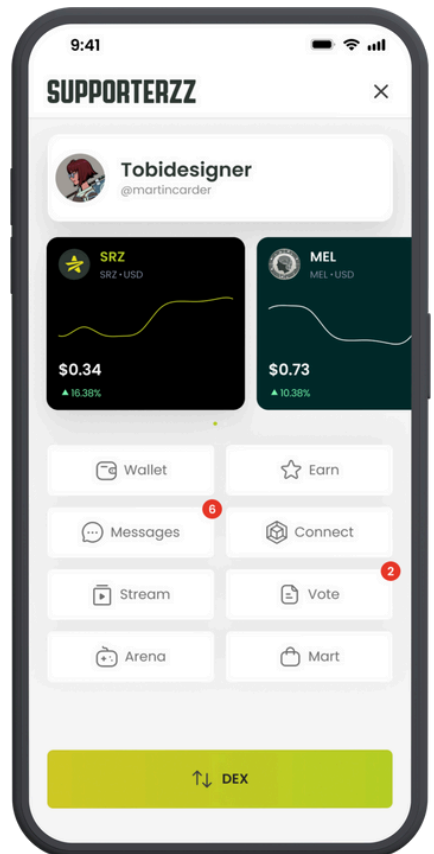 9:41
SUPPORTERZZ
Tobidesigner
@martincarder
SRZ
SRZ • USD
$0.34
▲ 16.38%
MEL
MEL • USD
$0.73
▲ 10.38%
Wallet
Earn
Messages
6
Connect
Stream
Vote
2
Arena
Mart
DEX